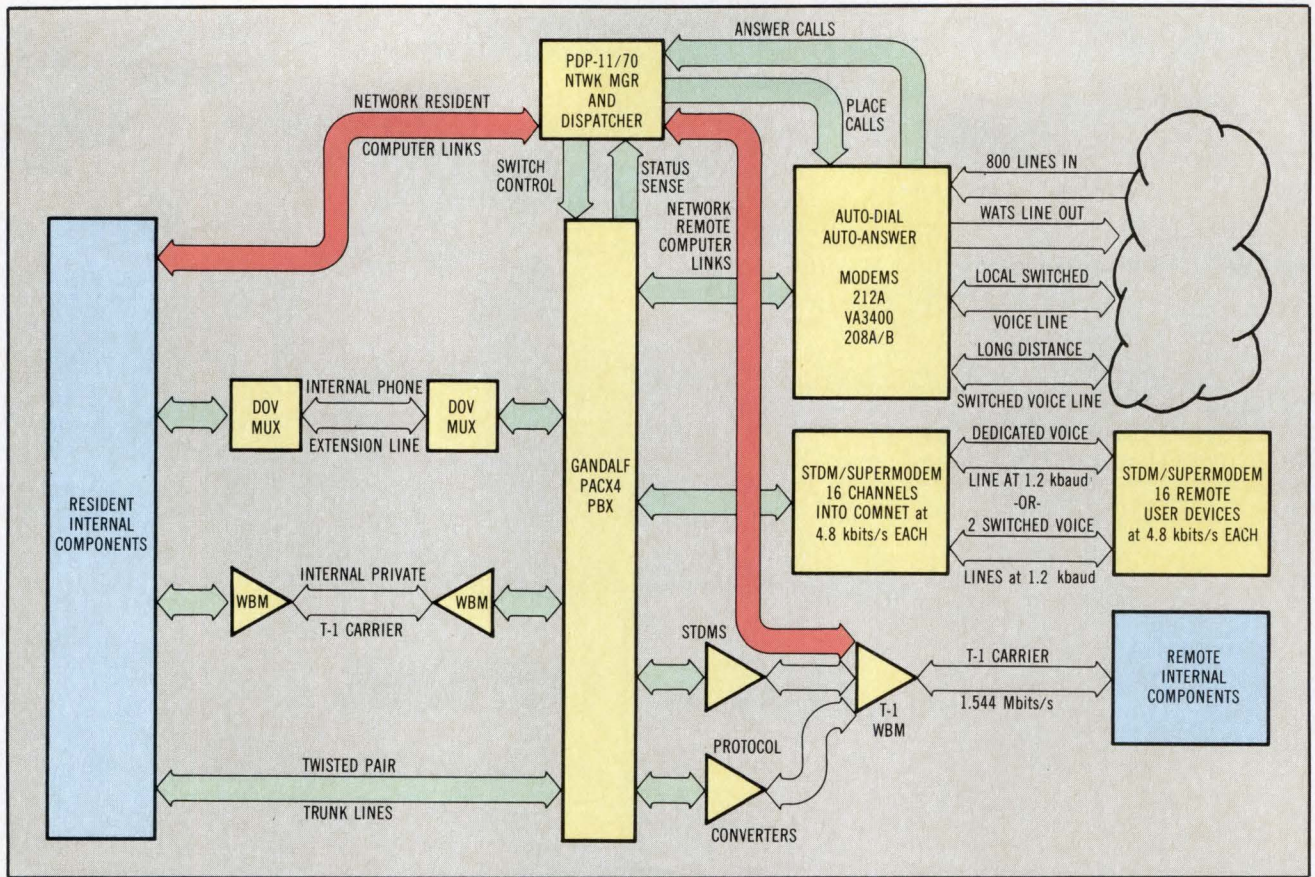 ANSWER CALLS
PDP-11/70
NTWK MGR
AND
DISPATCHER
NETWORK RESIDENT
COMPUTER LINKS
PLACE
CALLS
SWITCH
CONTROL
STATUS
SENSE
NETWORK
REMOTE
COMPUTER
LINKS
AUTO-DIAL
AUTO-ANSWER
MODEMS
212A
VA3400
208A/B
800 LINES IN
WATS LINE OUT
LOCAL SWITCHED
VOICE LINE
LONG DISTANCE
SWITCHED VOICE LINE
RESIDENT
INTERNAL
COMPONENTS
DOV
MUX
INTERNAL PHONE
EXTENSION LINE
DOV
MUX
GANDALF
PACX4
PBX
STDM/SUPERMODEM
16 CHANNELS
INTO COMNET at
4.8 kbits/s EACH
DEDICATED VOICE
LINE AT 1.2 kbaud
-OR-
2 SWITCHED VOICE
LINES at 1.2 kbaud
STDM/SUPERMODEM
16 REMOTE
USER DEVICES
at 4.8 kbits/s EACH
WBM
INTERNAL PRIVATE
T-1 CARRIER
WBM
STDMS
T-1
WBM
T-1 CARRIER
1.544 Mbits/s
REMOTE
INTERNAL
COMPONENTS
PROTOCOL
CONVERTERS
TWISTED PAIR
TRUNK LINES